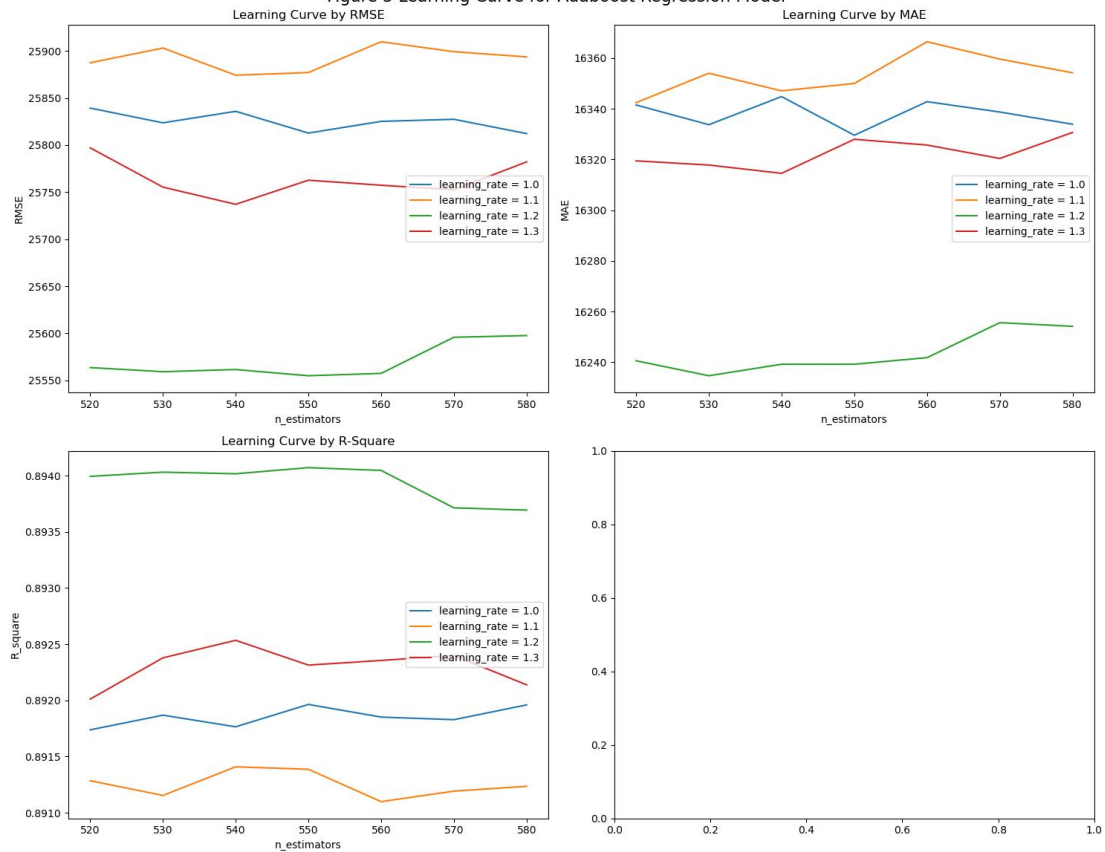 Learning Curve by RMSE
RMSE
25900
25850
25800
25750
25700
25650
25600
25550
520 530 540 550 560 570 580
n_estimators
learning_rate = 1.0
learning_rate = 1.1
learning_rate = 1.2
learning_rate = 1.3
Learning Curve by MAE
MAE
16360
16340
16320
16300
16280
16260
16240
520 530 540 550 560 570 580
n_estimators
learning_rate = 1.0
learning_rate = 1.1
learning_rate = 1.2
learning_rate = 1.3
Learning Curve by R-Square
R_square
0.8940
0.8935
0.8930
0.8925
0.8920
0.8915
0.8910
520 530 540 550 560 570 580
n_estimators
learning_rate = 1.0
learning_rate = 1.1
learning_rate = 1.2
learning_rate = 1.3
1.0
0.8
0.6
0.4
0.2
0.0
0.0 0.2 0.4 0.6 0.8 1.0